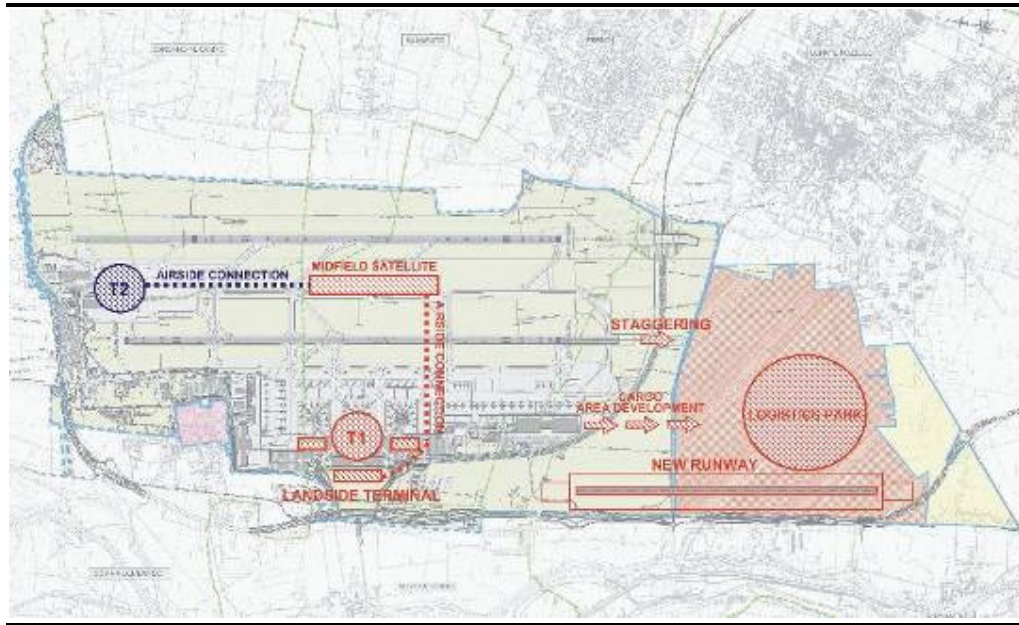 T2
AIRSIDE CONNECTION
MIDFIELD SATELLITE
AIRSIDE CONNECTION
STAGGERING
CARGO
AREA DEVELOPMENT
LOGISTICS PARK
T1
NEW RUNWAY
LANDSIDE TERMINAL